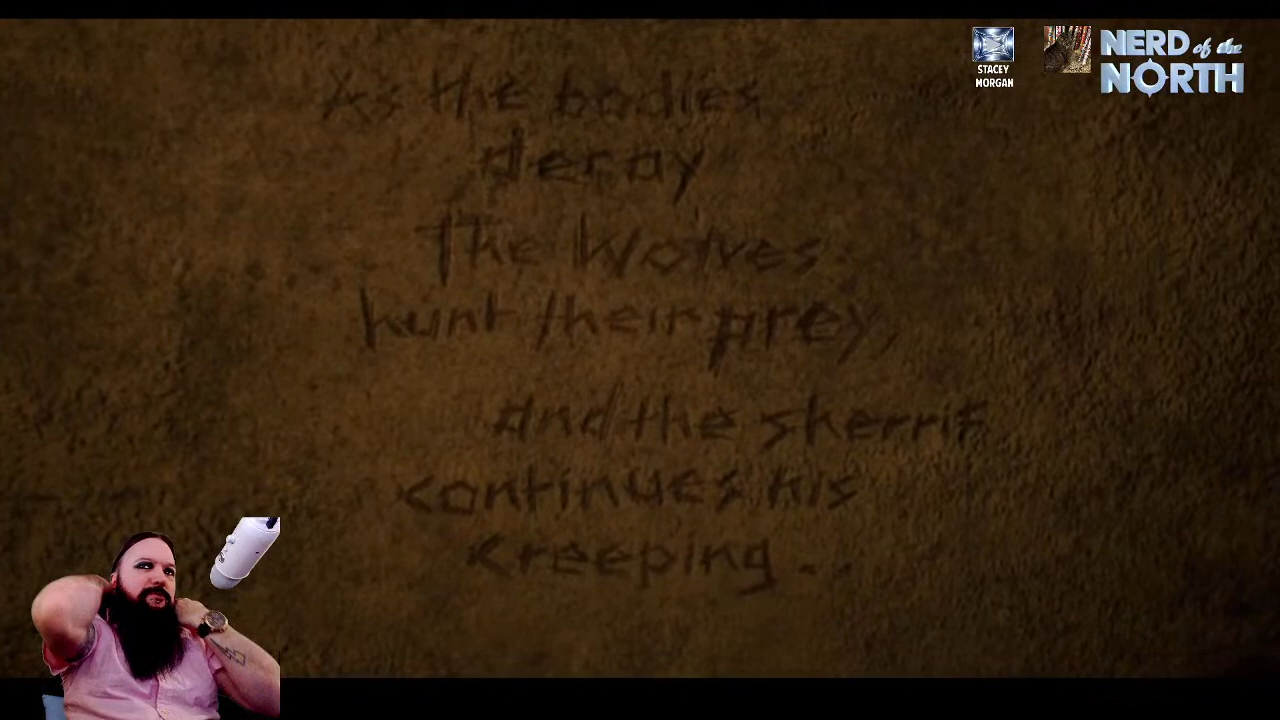 As the bodies
decay
The Wolves
hunt their prey,
and the sherrif
continues his
creeping.
STACEY
MORGAN
NERD of the
NORTH